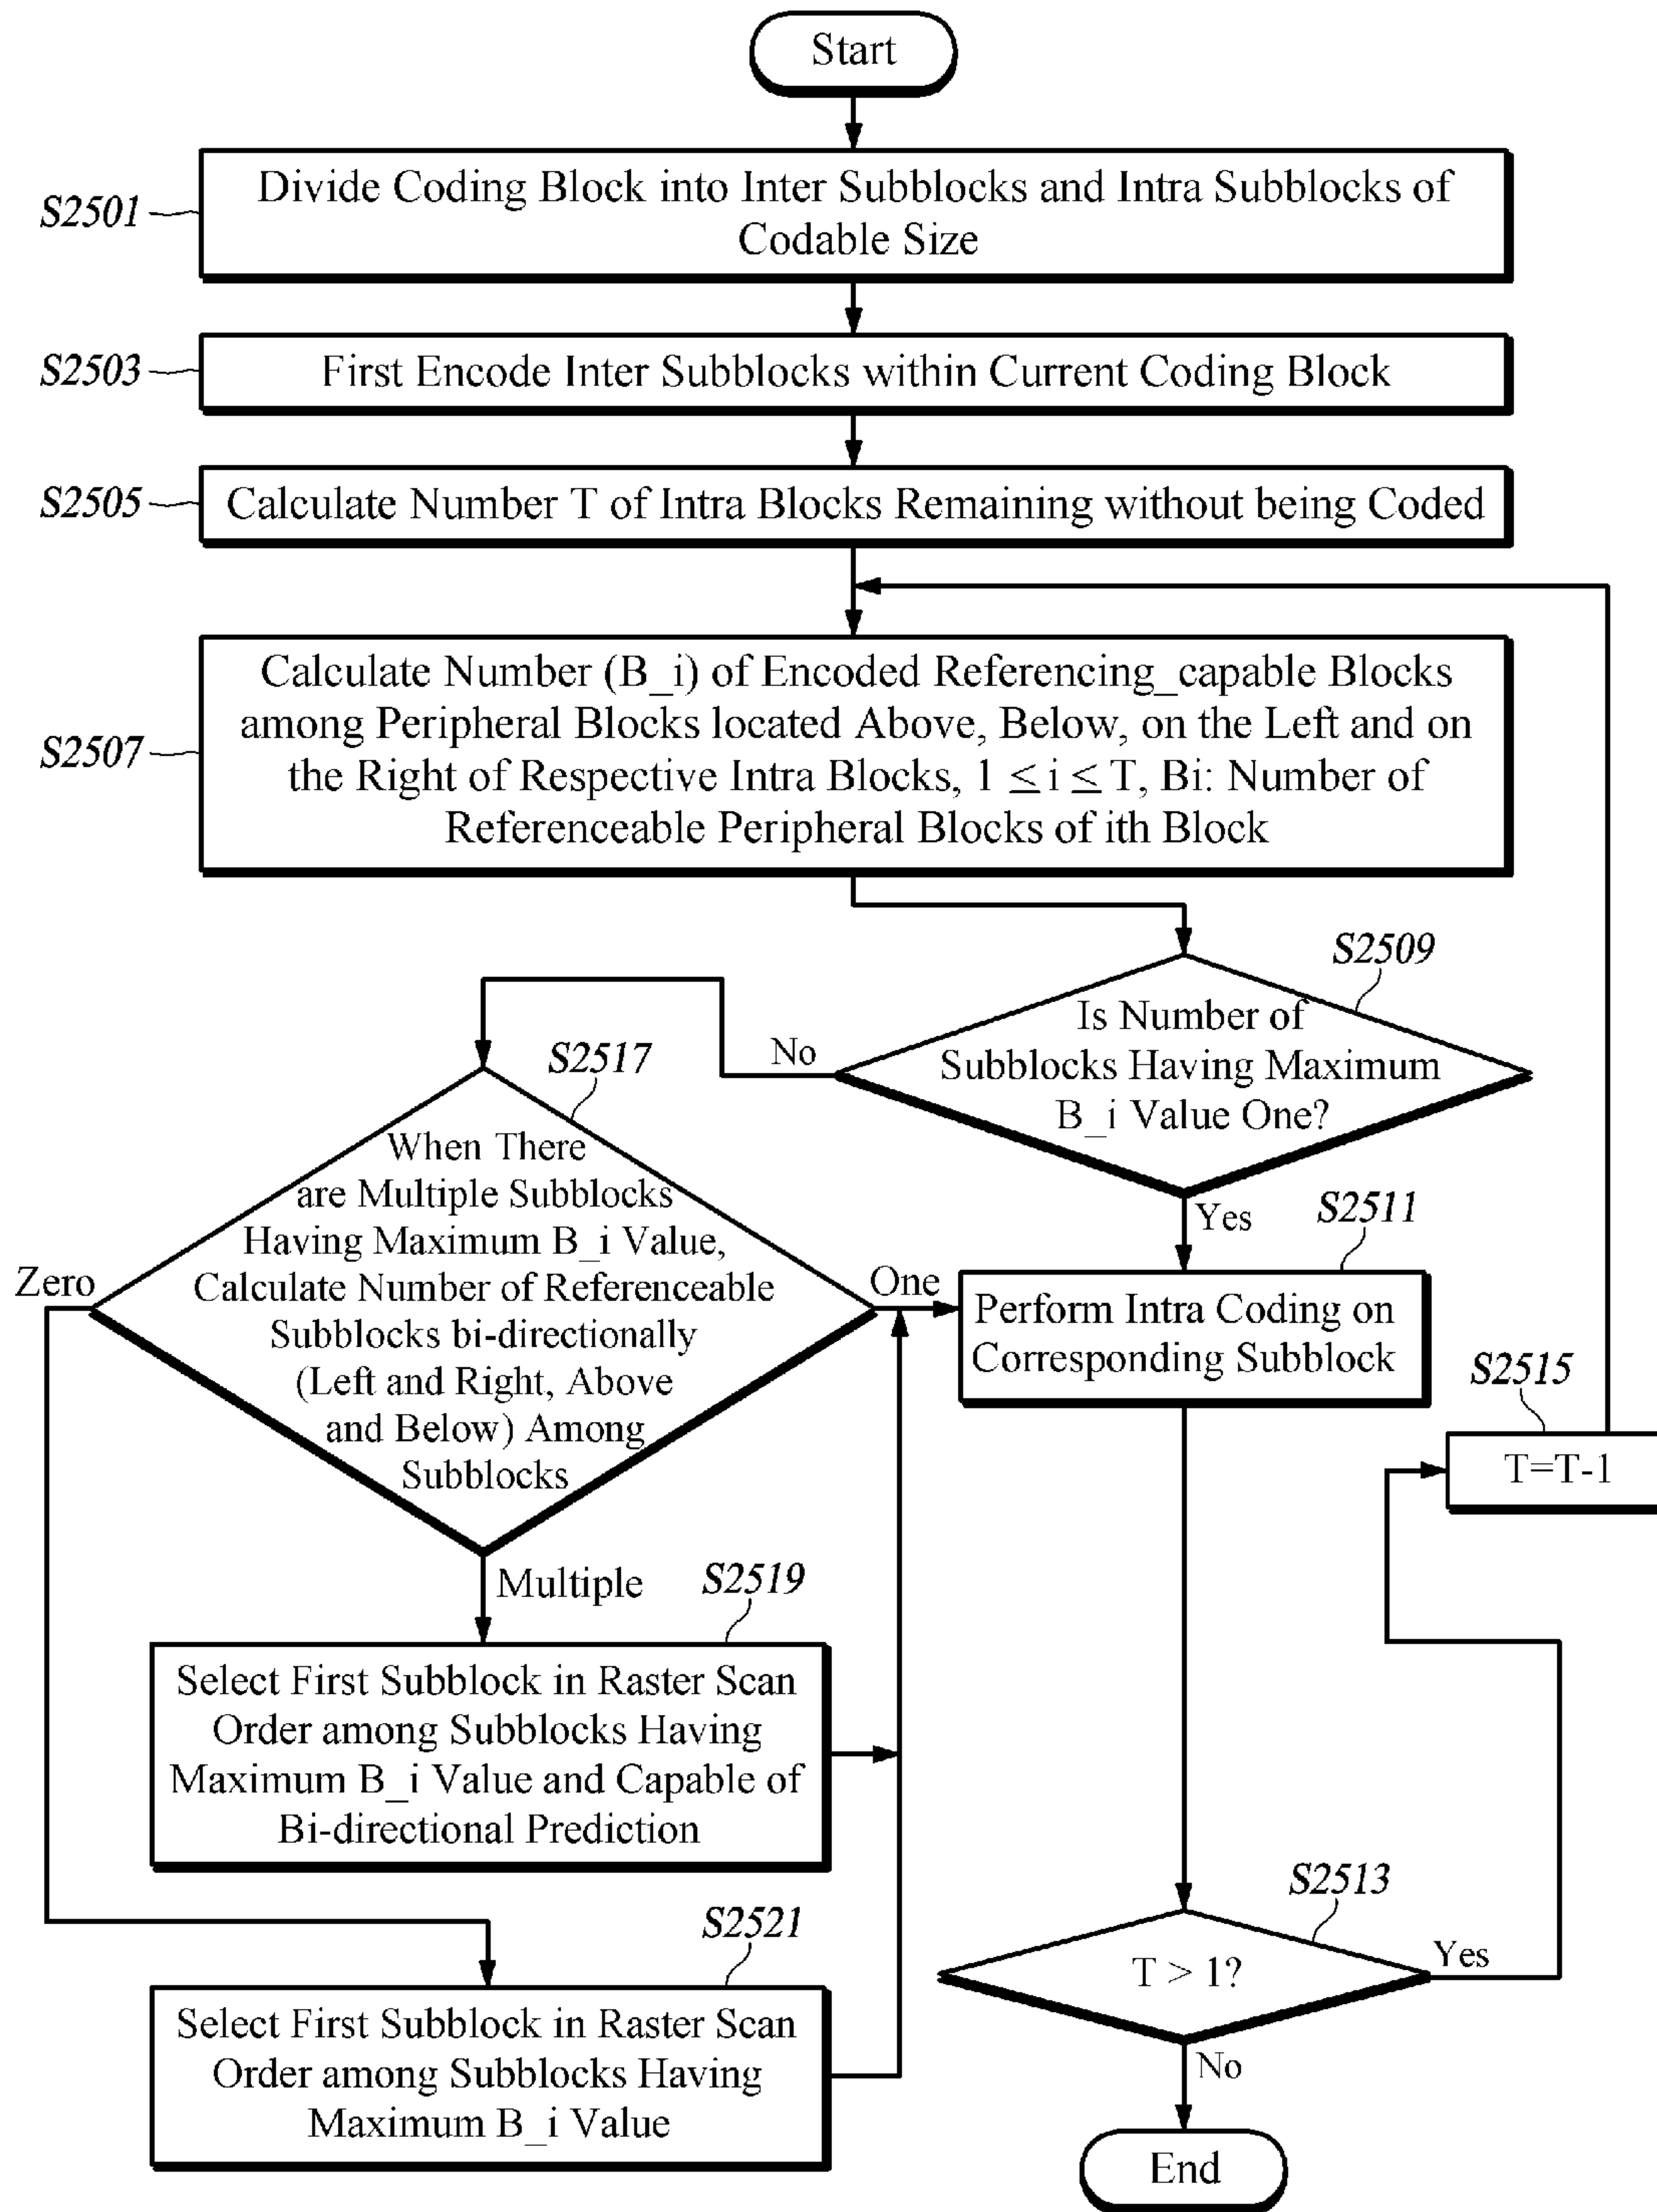 Start
S2501
Divide Coding Block into Inter Subblocks and Intra Subblocks of
Codable Size
S2503
First Encode Inter Subblocks within Current Coding Block
S2505
Calculate Number T of Intra Blocks Remaining without being Coded
S2507
Calculate Number (B_i) of Encoded Referencing_capable Blocks
among Peripheral Blocks located Above, Below, on the Left and on
the Right of Respective Intra Blocks, 1 ≤ i ≤ T, Bi: Number of
Referenceable Peripheral Blocks of ith Block
S2509
Is Number of
Subblocks Having Maximum
B_i Value One?
No
Yes
S2517
When There
are Multiple Subblocks
Having Maximum B_i Value,
Calculate Number of Referenceable
Subblocks bi-directionally
(Left and Right, Above
and Below) Among
Subblocks
Zero
One
Multiple
S2511
Perform Intra Coding on
Corresponding Subblock
S2515
T=T-1
S2519
Select First Subblock in Raster Scan
Order among Subblocks Having
Maximum B_i Value and Capable of
Bi-directional Prediction
S2521
Select First Subblock in Raster Scan
Order among Subblocks Having
Maximum B_i Value
S2513
T > 1?
Yes
No
End